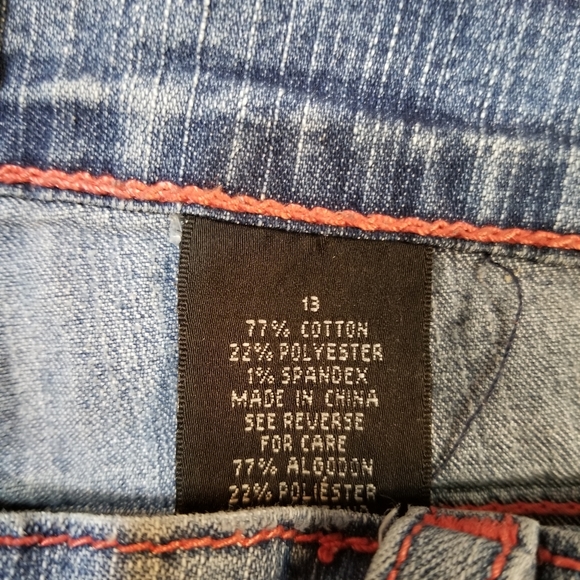 13
77% COTTON
22% POLYESTER
1% SPANDEX
MADE IN CHINA
SEE REVERSE
FOR CARE
77% ALGODON
22% POLIÉSTER